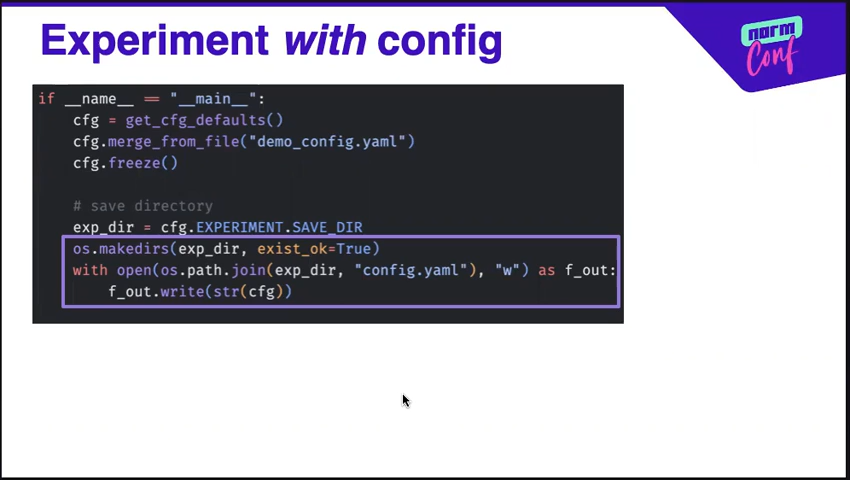 Experiment with config
norm
Conf
if __name__ == "__main__":
    cfg = get_cfg_defaults()
    cfg.merge_from_file("demo_config.yaml")
    cfg.freeze()

    # save directory
    exp_dir = cfg.EXPERIMENT.SAVE_DIR
    os.makedirs(exp_dir, exist_ok=True)
    with open(os.path.join(exp_dir, "config.yaml"), "w") as f_out:
        f_out.write(str(cfg))